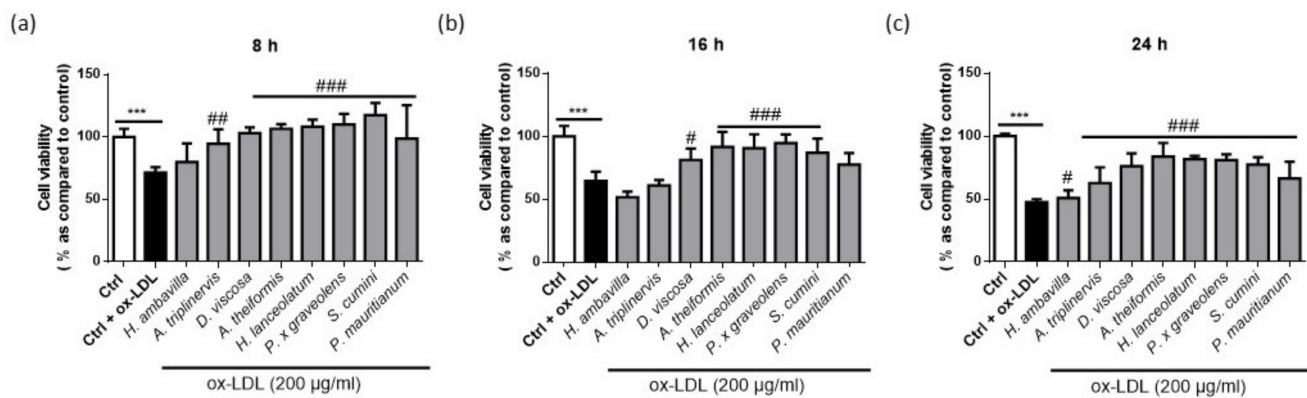 (a)
8 h
Cell viability
( % as compared to control)
150
100
50
0
***
##
###
Ctrl
Ctrl + ox-LDL
H. ambavilla
A. triplinervis
D. viscosa
A. theiformis
H. lanceolatum
P. x graveolens
S. cumini
P. mauritianum
ox-LDL (200 µg/ml)
(b)
16 h
Cell viability
( % as compared to control)
150
100
50
0
***
#
###
Ctrl
Ctrl + ox-LDL
H. ambavilla
A. triplinervis
D. viscosa
A. theiformis
H. lanceolatum
P. x graveolens
S. cumini
P. mauritianum
ox-LDL (200 µg/ml)
(c)
24 h
Cell viability
( % as compared to control)
150
100
50
0
***
#
###
Ctrl
Ctrl + ox-LDL
H. ambavilla
A. triplinervis
D. viscosa
A. theiformis
H. lanceolatum
P. x graveolens
S. cumini
P. mauritianum
ox-LDL (200 µg/ml)